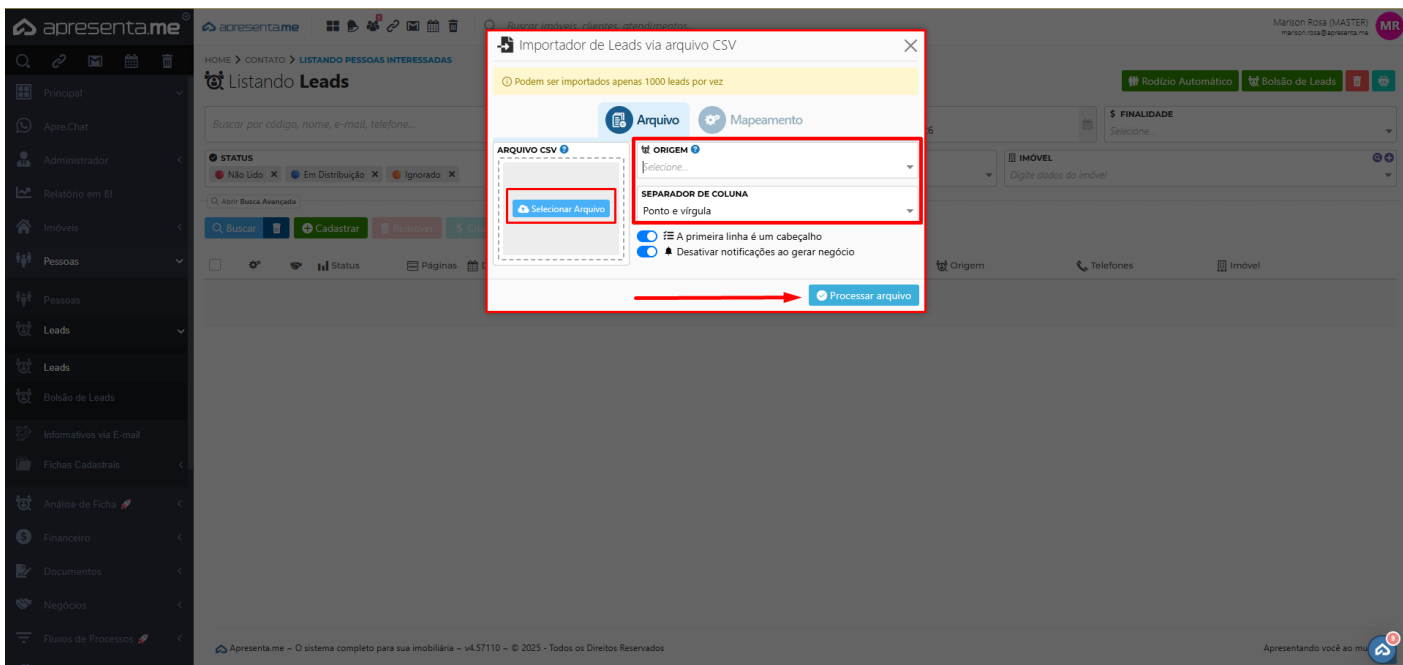 apresenta.me®
apresenta.me
Buscar imóveis, clientes, atendimentos...
Marison Rosa (MASTER)
marison.rosa@apresenta.me
MR
HOME > CONTATO > LISTANDO PESSOAS INTERESSADAS
Listando Leads
Rodízio Automático
Bolsão de Leads
Principal
Apre.Chat
Administrador
Relatório em BI
Imóveis
Pessoas
Pessoas
Leads
Leads
Bolsão de Leads
Informativos via E-mail
Fichas Cadastrais
Análise de Ficha
Financeiro
Documentos
Negócios
Fluxos de Processos
Buscar por código, nome, e-mail, telefone...
$ FINALIDADE
Selecione...
STATUS
Não Lido
Em Distribuição
Ignorado
IMÓVEL
Digite dados do imóvel
Abrir Busca Avançada
Buscar
Cadastrar
Remover
Status
Páginas
Origem
Telefones
Imóvel
Importador de Leads via arquivo CSV
Podem ser importados apenas 1000 leads por vez
Arquivo
Mapeamento
ARQUIVO CSV
Selecionar Arquivo
ORIGEM
Selecione...
SEPARADOR DE COLUNA
Ponto e vírgula
A primeira linha é um cabeçalho
Desativar notificações ao gerar negócio
Processar arquivo
Apresenta.me ~ O sistema completo para sua imobiliária ~ v4.57110 ~ © 2025 - Todos os Direitos Reservados
Apresentando você ao